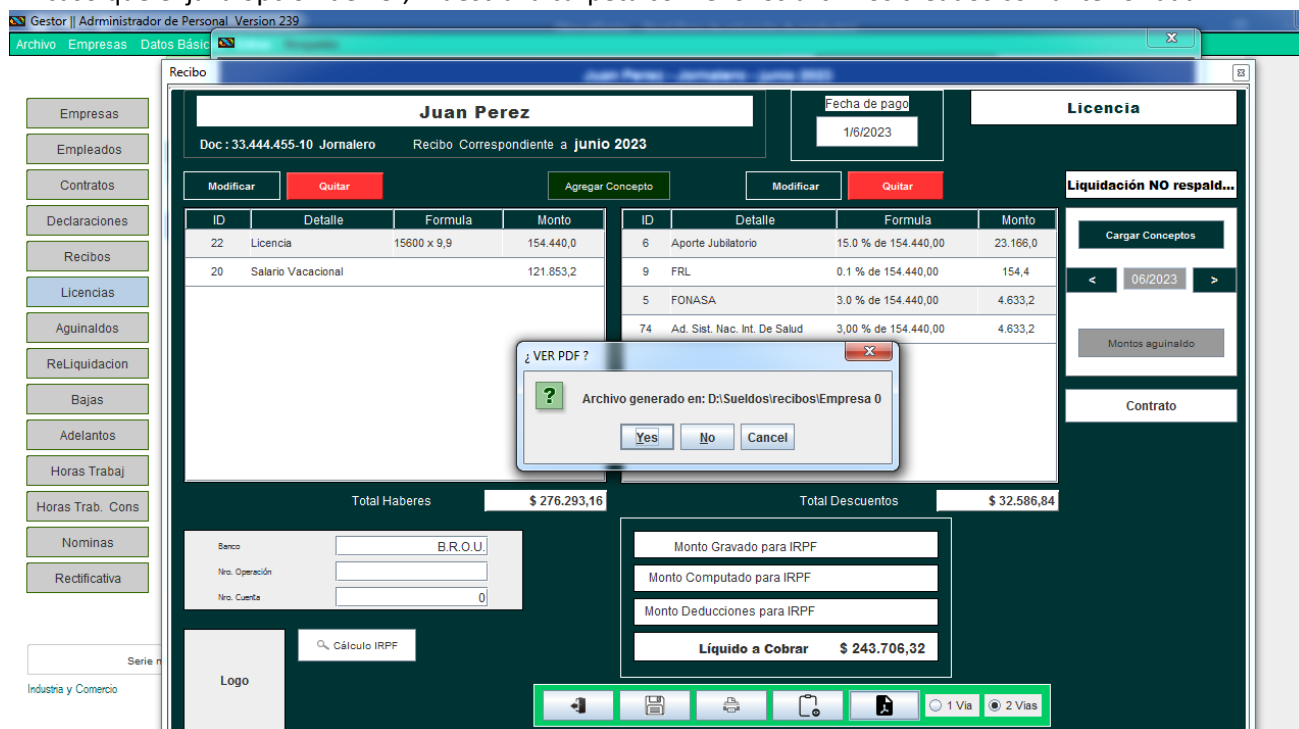 Gestor || Adrministrador de Personal Version 239
Archivo Empresas Datos Básic
Recibo
Juan Perez - Jornalero - junio 2023
Empresas
Empleados
Contratos
Declaraciones
Recibos
Licencias
Aguinaldos
ReLiquidacion
Bajas
Adelantos
Horas Trabaj
Horas Trab. Cons
Nominas
Rectificativa
Serie
Industria y Comercio
Juan Perez
Doc : 33.444.455-10 Jornalero Recibo Correspondiente a junio 2023
Fecha de pago
1/6/2023
Licencia
Modificar Quitar Agregar Concepto Modificar Quitar
Liquidación NO respald...
ID Detalle Formula Monto
22 Licencia 15600 x 9,9 154.440,0
20 Salario Vacacional 121.853,2
ID Detalle Formula Monto
6 Aporte Jubilatorio 15.0 % de 154.440,00 23.166,0
9 FRL 0.1 % de 154.440,00 154,4
5 FONASA 3.0 % de 154.440,00 4.633,2
74 Ad. Sist. Nac. Int. De Salud 3,00 % de 154.440,00 4.633,2
Cargar Conceptos
< 06/2023 >
Montos aguinaldo
Contrato
¿ VER PDF ?
Archivo generado en: D:\Sueldos\recibos\Empresa 0
Yes No Cancel
Total Haberes $ 276.293,16
Total Descuentos $ 32.586,84
Banco B.R.O.U.
Nro. Operación
Nro. Cuenta 0
Monto Gravado para IRPF
Monto Computado para IRPF
Monto Deducciones para IRPF
Líquido a Cobrar $ 243.706,32
Cálculo IRPF
Logo
1 Via 2 Vias